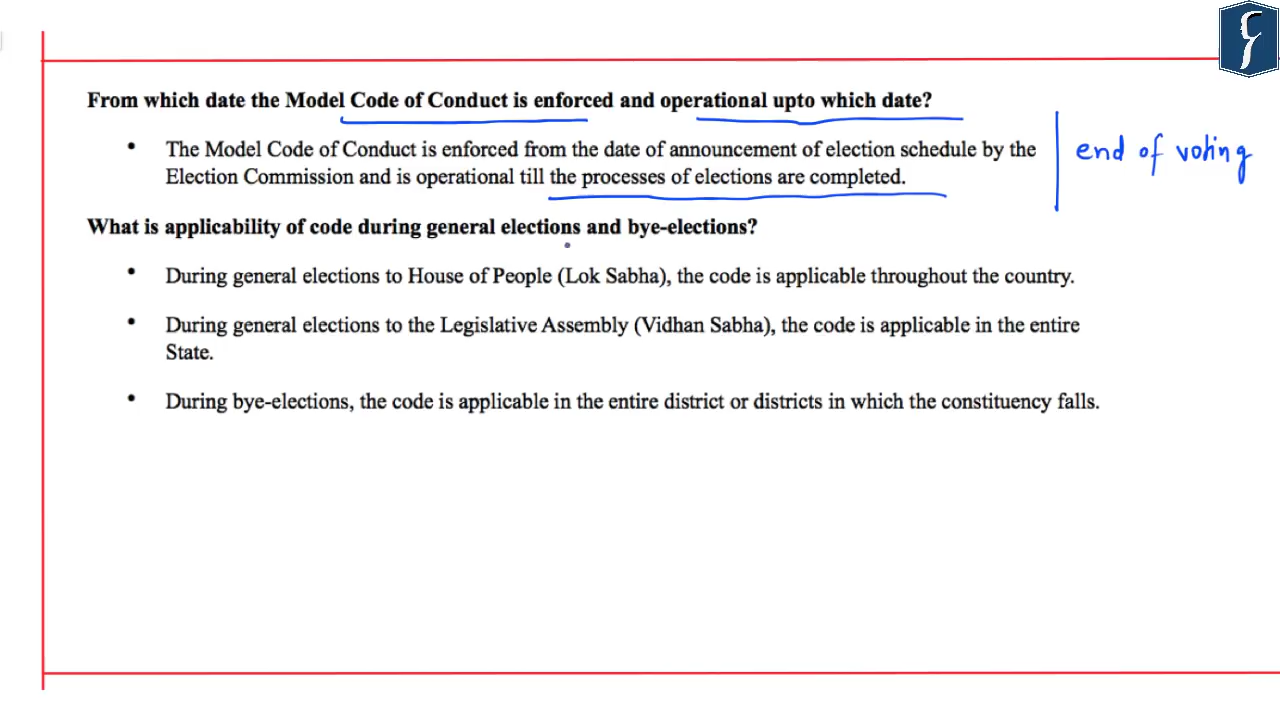 From which date the Model Code of Conduct is enforced and operational upto which date?
• The Model Code of Conduct is enforced from the date of announcement of election schedule by the
Election Commission and is operational till the processes of elections are completed.
end of voting
What is applicability of code during general elections and bye-elections?
• During general elections to House of People (Lok Sabha), the code is applicable throughout the country.
• During general elections to the Legislative Assembly (Vidhan Sabha), the code is applicable in the entire
State.
• During bye-elections, the code is applicable in the entire district or districts in which the constituency falls.